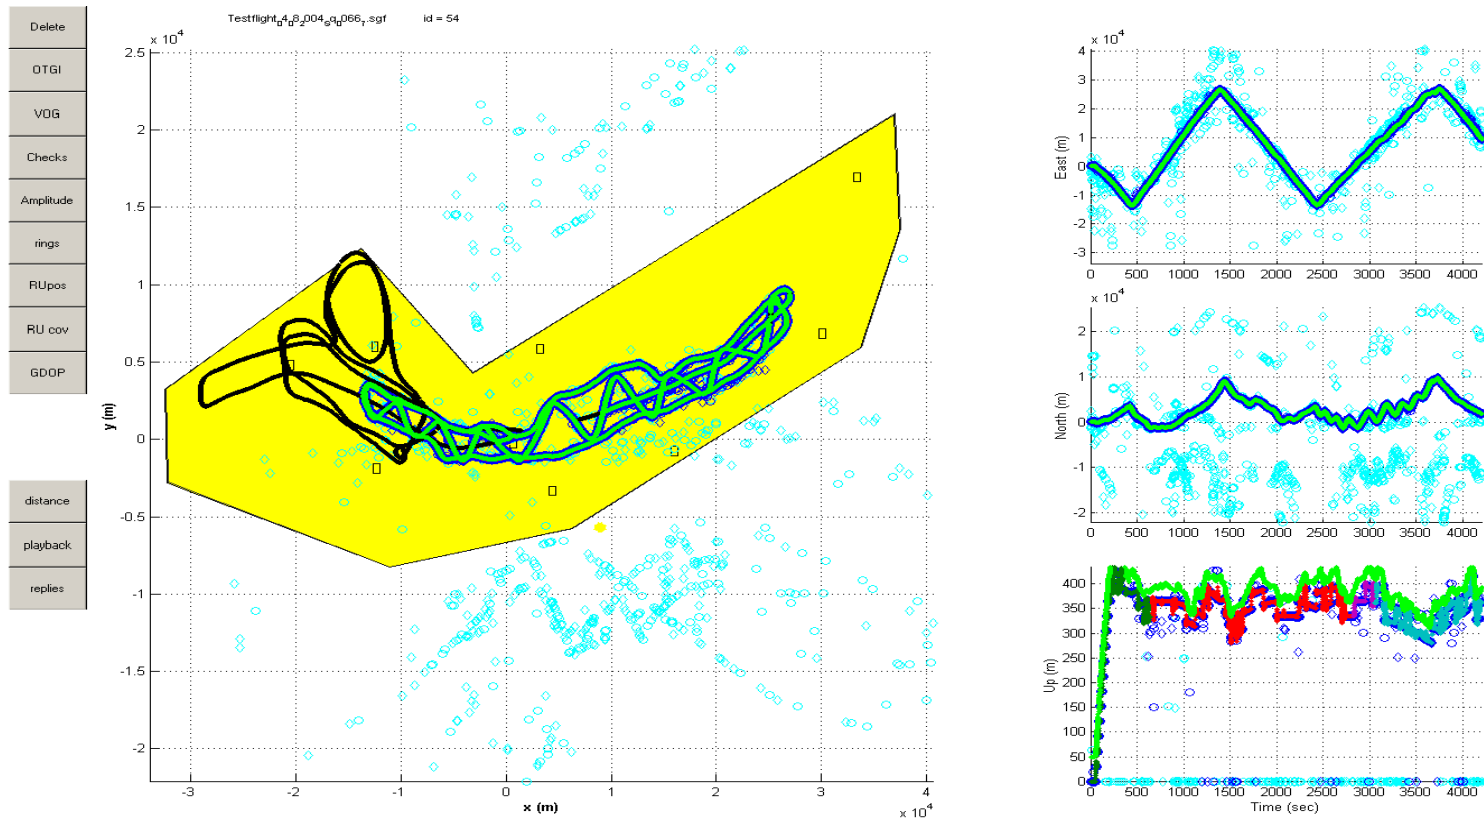 Delete
OTGI
VOG
Checks
Amplitude
rings
RUpos
RU cov
GDOP
distance
playback
replies
id = 54
x 10⁴
2.5
2
1.5
1
0.5
0
-0.5
-1
-1.5
-2
y (m)
-3
-2
-1
0
1
2
3
4
x (m)
x 10⁴
x 10⁴
4
3
2
1
0
-1
-2
-3
East (m)
0
500
1000
1500
2000
2500
3000
3500
4000
x 10⁴
2
1
0
-1
-2
North (m)
0
500
1000
1500
2000
2500
3000
3500
4000
400
350
300
250
200
150
100
50
0
Up (m)
0
500
1000
1500
2000
2500
3000
3500
4000
Time (sec)